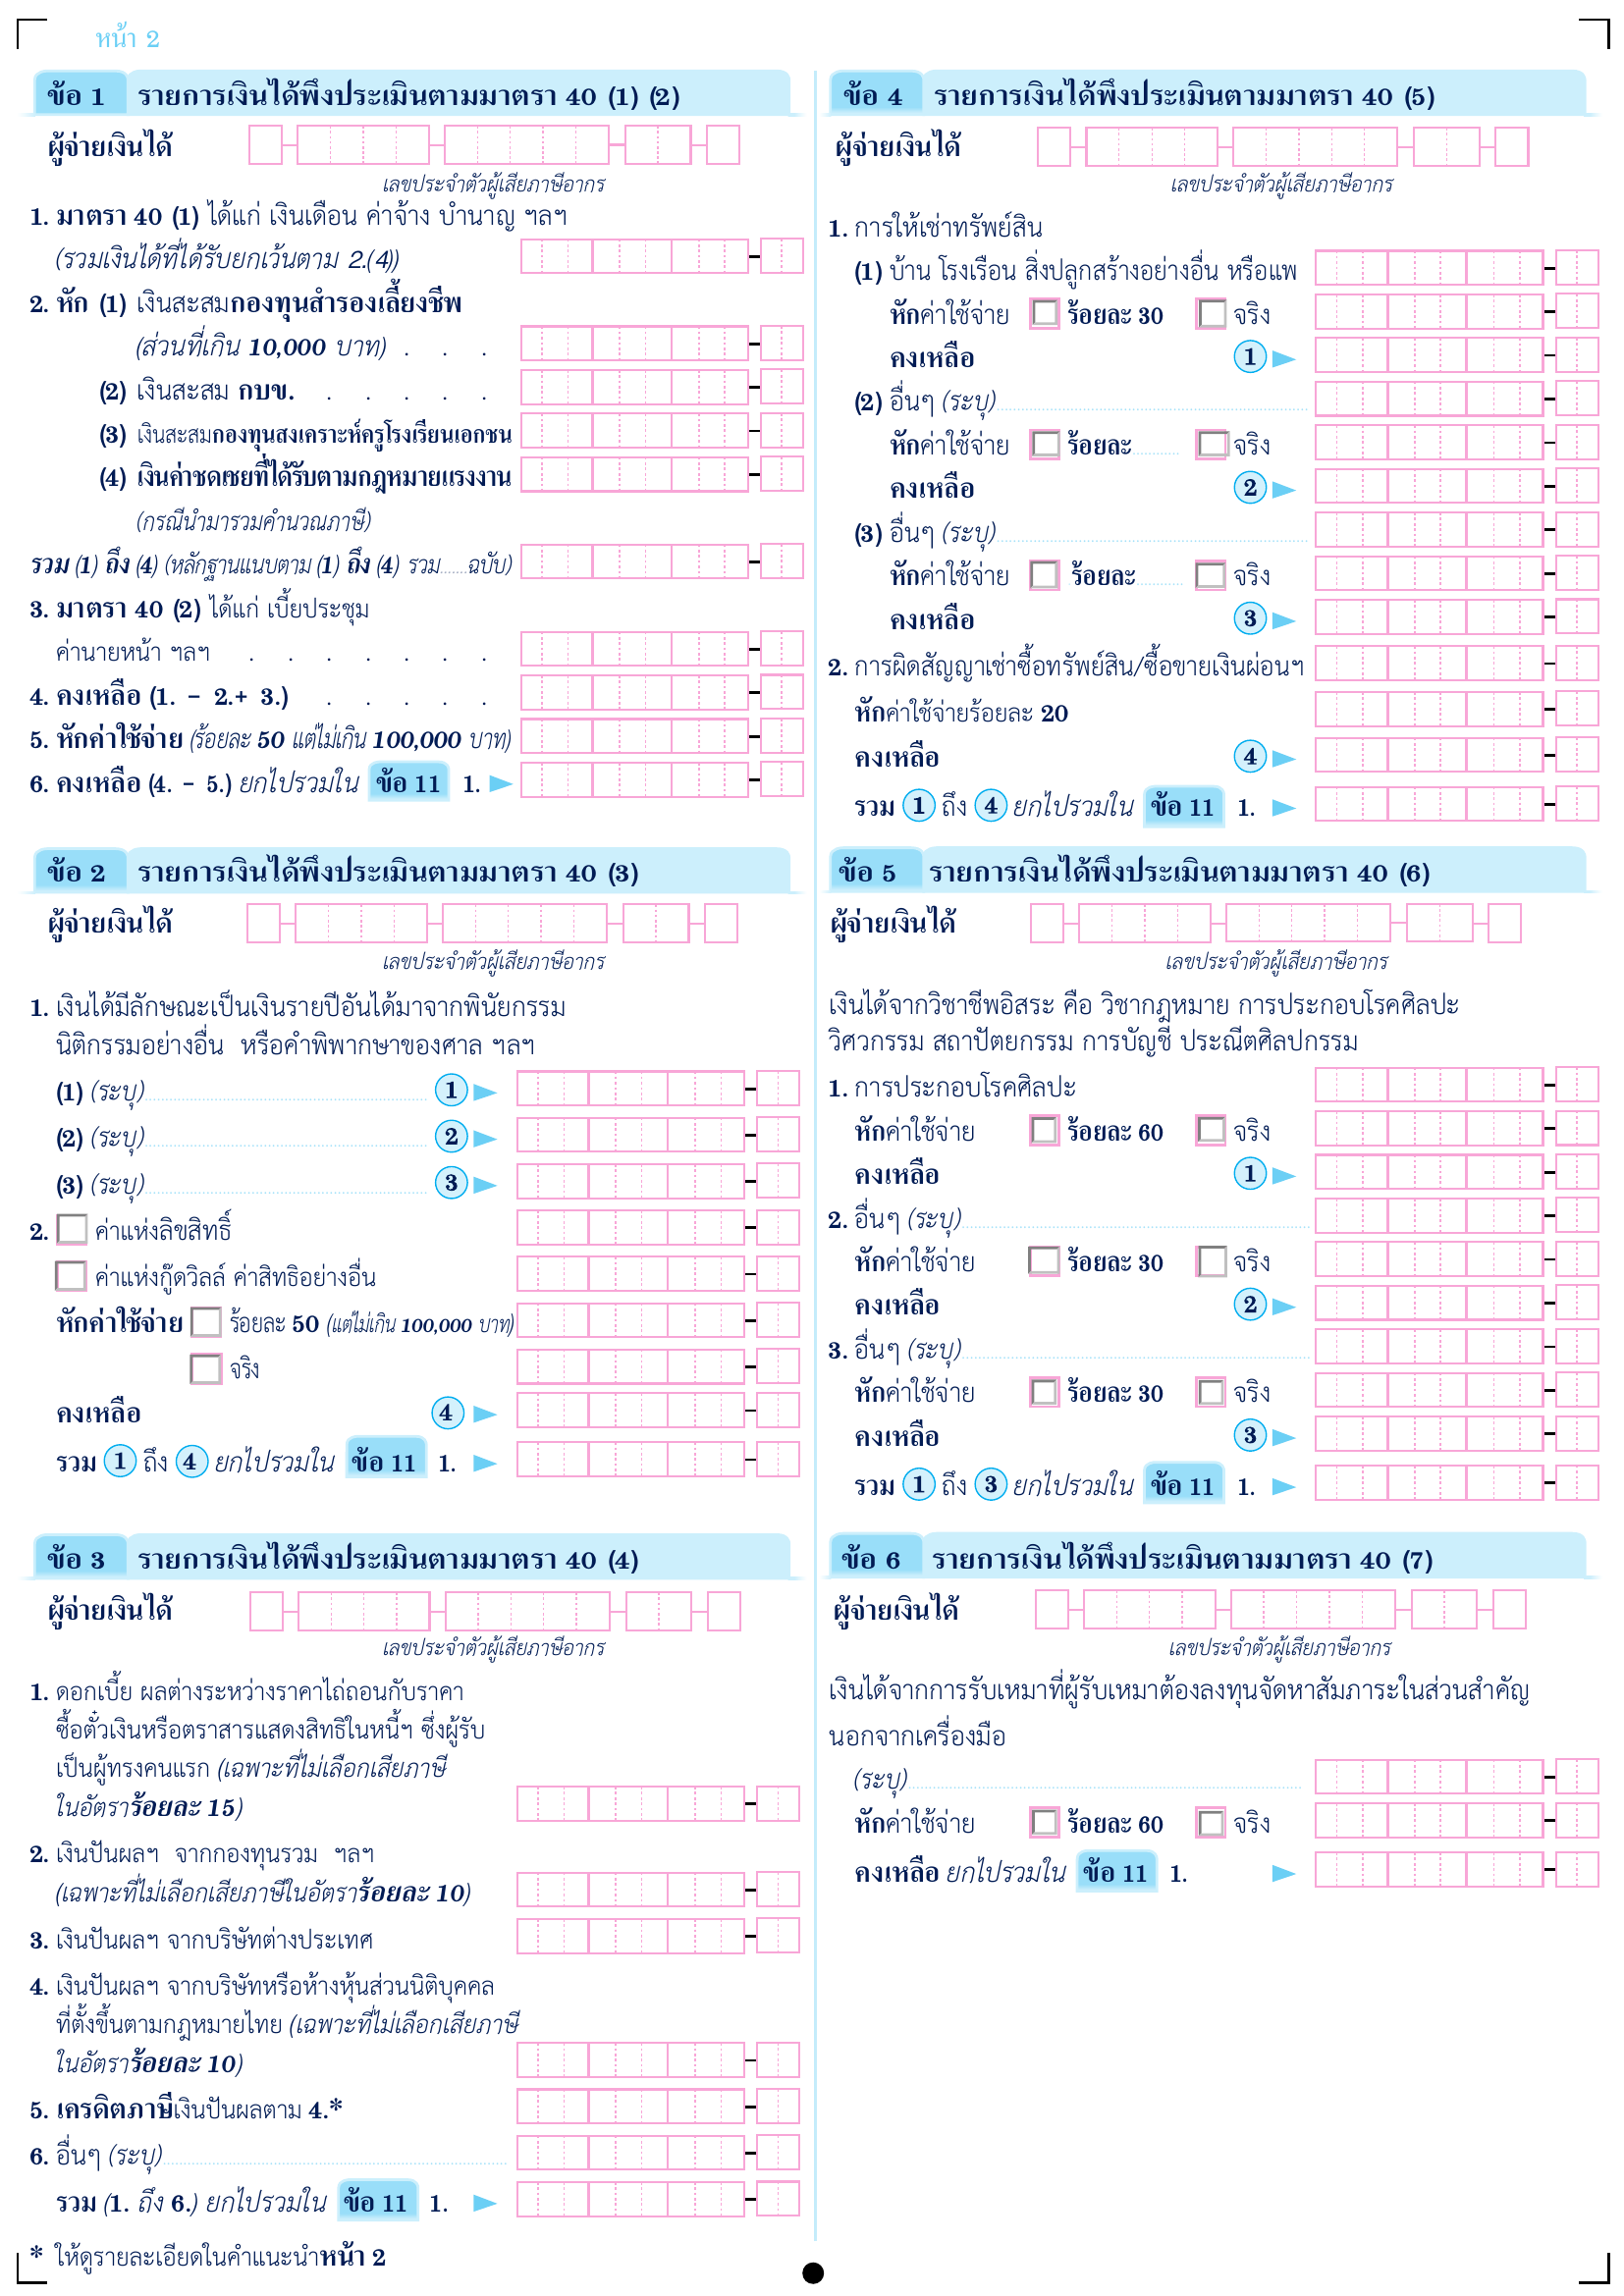 หน้า 2
ข้อ 1 รายการเงินได้พึงประเมินตามมาตรา 40 (1) (2)
ผู้จ่ายเงินได้
เลขประจำตัวผู้เสียภาษีอากร
1. มาตรา 40 (1) ได้แก่ เงินเดือน ค่าจ้าง บำนาญ ฯลฯ
(รวมเงินได้ที่ได้รับยกเว้นตาม 2.(4))
2. หัก (1) เงินสะสมกองทุนสำรองเลี้ยงชีพ
(ส่วนที่เกิน 10,000 บาท) . . .
(2) เงินสะสม กบข. . . . . .
(3) เงินสะสมกองทุนสงเคราะห์ครูโรงเรียนเอกชน
(4) เงินค่าชดเชยที่ได้รับตามกฎหมายแรงงาน
(กรณีนำมารวมคำนวณภาษี)
รวม (1) ถึง (4) (หลักฐานแนบตาม (1) ถึง (4) รวม.......ฉบับ)
3. มาตรา 40 (2) ได้แก่ เบี้ยประชุม
ค่านายหน้า ฯลฯ . . . . . . .
4. คงเหลือ (1. - 2.+ 3.) . . . . .
5. หักค่าใช้จ่าย (ร้อยละ 50 แต่ไม่เกิน 100,000 บาท)
6. คงเหลือ (4. - 5.) ยกไปรวมใน ข้อ 11 1.
ข้อ 2 รายการเงินได้พึงประเมินตามมาตรา 40 (3)
ผู้จ่ายเงินได้
เลขประจำตัวผู้เสียภาษีอากร
1. เงินได้มีลักษณะเป็นเงินรายปีอันได้มาจากพินัยกรรม
นิติกรรมอย่างอื่น หรือคำพิพากษาของศาล ฯลฯ
(1) (ระบุ) 1
(2) (ระบุ) 2
(3) (ระบุ) 3
2. ค่าแห่งลิขสิทธิ์
ค่าแห่งกู๊ดวิลล์ ค่าสิทธิอย่างอื่น
หักค่าใช้จ่าย ร้อยละ 50 (แต่ไม่เกิน 100,000 บาท)
จริง
คงเหลือ 4
รวม 1 ถึง 4 ยกไปรวมใน ข้อ 11 1.
ข้อ 3 รายการเงินได้พึงประเมินตามมาตรา 40 (4)
ผู้จ่ายเงินได้
เลขประจำตัวผู้เสียภาษีอากร
1. ดอกเบี้ย ผลต่างระหว่างราคาไถ่ถอนกับราคา
ซื้อตั๋วเงินหรือตราสารแสดงสิทธิในหนี้ฯ ซึ่งผู้รับ
เป็นผู้ทรงคนแรก (เฉพาะที่ไม่เลือกเสียภาษี
ในอัตราร้อยละ 15)
2. เงินปันผลฯ จากกองทุนรวม ฯลฯ
(เฉพาะที่ไม่เลือกเสียภาษีในอัตราร้อยละ 10)
3. เงินปันผลฯ จากบริษัทต่างประเทศ
4. เงินปันผลฯ จากบริษัทหรือห้างหุ้นส่วนนิติบุคคล
ที่ตั้งขึ้นตามกฎหมายไทย (เฉพาะที่ไม่เลือกเสียภาษี
ในอัตราร้อยละ 10)
5. เครดิตภาษีเงินปันผลตาม 4.*
6. อื่นๆ (ระบุ)
รวม (1. ถึง 6.) ยกไปรวมใน ข้อ 11 1.
* ให้ดูรายละเอียดในคำแนะนำหน้า 2
ข้อ 4 รายการเงินได้พึงประเมินตามมาตรา 40 (5)
ผู้จ่ายเงินได้
เลขประจำตัวผู้เสียภาษีอากร
1. การให้เช่าทรัพย์สิน
(1) บ้าน โรงเรือน สิ่งปลูกสร้างอย่างอื่น หรือแพ
หักค่าใช้จ่าย ร้อยละ 30 จริง
คงเหลือ 1
(2) อื่นๆ (ระบุ)
หักค่าใช้จ่าย ร้อยละ จริง
คงเหลือ 2
(3) อื่นๆ (ระบุ)
หักค่าใช้จ่าย ร้อยละ จริง
คงเหลือ 3
2. การผิดสัญญาเช่าซื้อทรัพย์สิน/ซื้อขายเงินผ่อนฯ
หักค่าใช้จ่ายร้อยละ 20
คงเหลือ 4
รวม 1 ถึง 4 ยกไปรวมใน ข้อ 11 1.
ข้อ 5 รายการเงินได้พึงประเมินตามมาตรา 40 (6)
ผู้จ่ายเงินได้
เลขประจำตัวผู้เสียภาษีอากร
เงินได้จากวิชาชีพอิสระ คือ วิชากฎหมาย การประกอบโรคศิลปะ
วิศวกรรม สถาปัตยกรรม การบัญชี ประณีตศิลปกรรม
1. การประกอบโรคศิลปะ
หักค่าใช้จ่าย ร้อยละ 60 จริง
คงเหลือ 1
2. อื่นๆ (ระบุ)
หักค่าใช้จ่าย ร้อยละ 30 จริง
คงเหลือ 2
3. อื่นๆ (ระบุ)
หักค่าใช้จ่าย ร้อยละ 30 จริง
คงเหลือ 3
รวม 1 ถึง 3 ยกไปรวมใน ข้อ 11 1.
ข้อ 6 รายการเงินได้พึงประเมินตามมาตรา 40 (7)
ผู้จ่ายเงินได้
เลขประจำตัวผู้เสียภาษีอากร
เงินได้จากการรับเหมาที่ผู้รับเหมาต้องลงทุนจัดหาสัมภาระในส่วนสำคัญ
นอกจากเครื่องมือ
(ระบุ)
หักค่าใช้จ่าย ร้อยละ 60 จริง
คงเหลือ ยกไปรวมใน ข้อ 11 1.